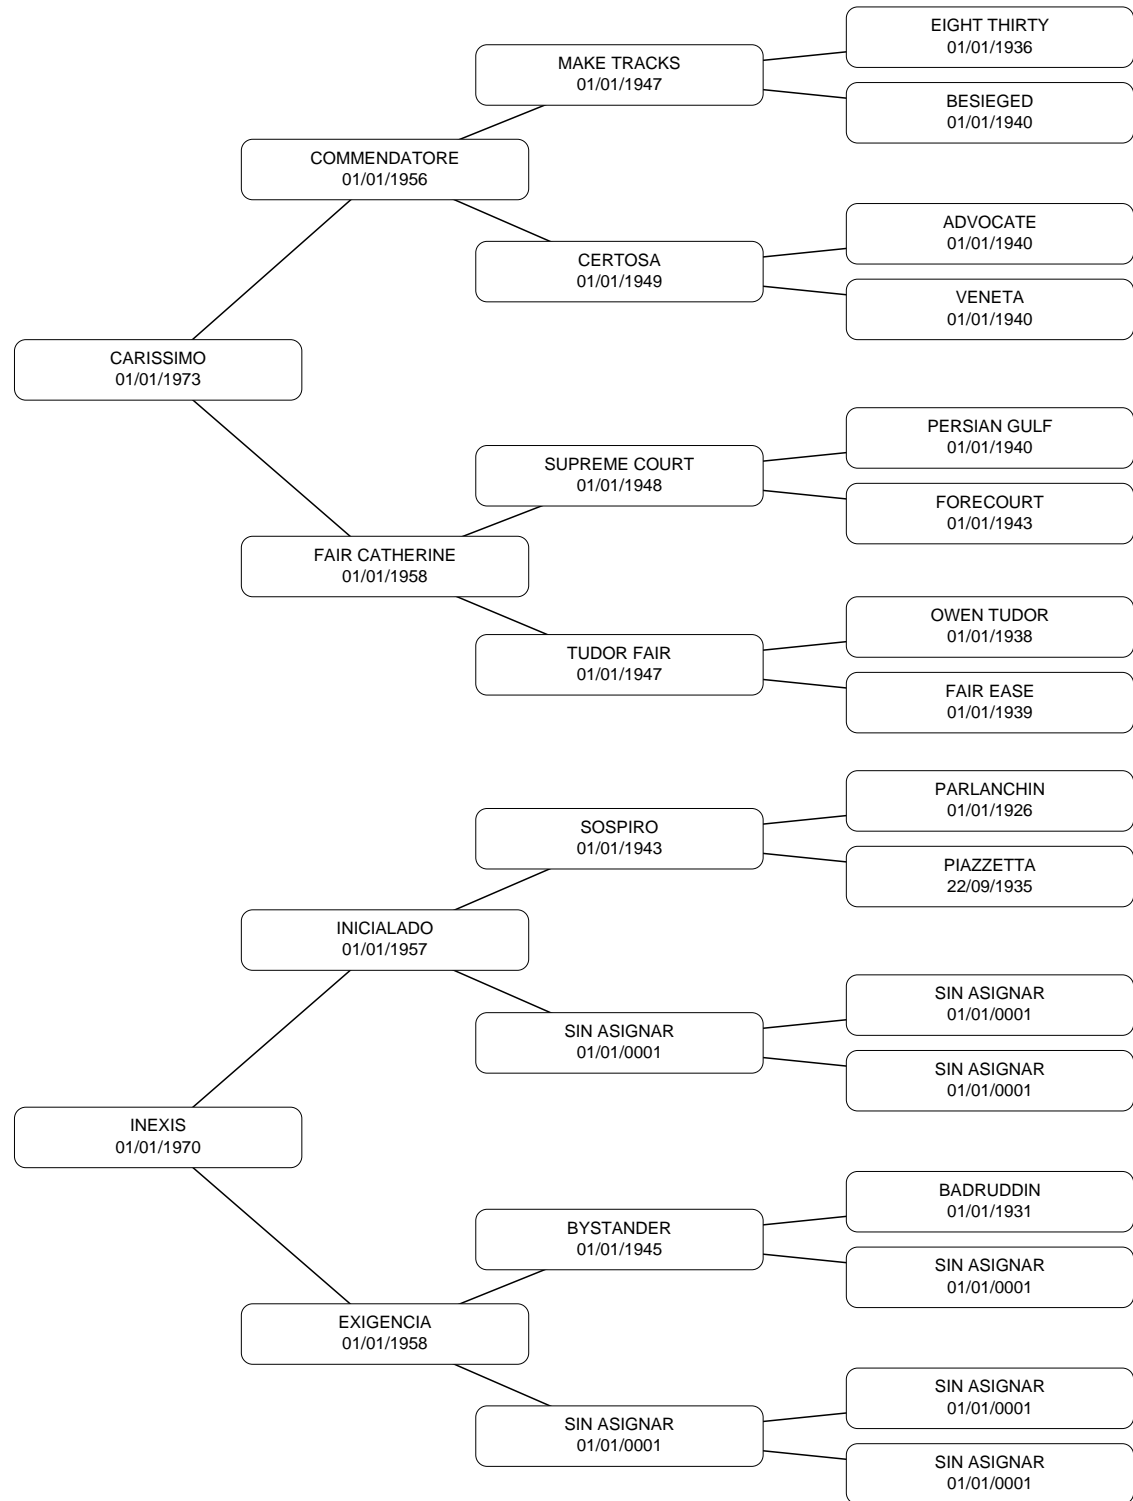 EIGHT THIRTY
01/01/1936
MAKE TRACKS
01/01/1947
BESIEGED
01/01/1940
COMMENDATORE
01/01/1956
ADVOCATE
01/01/1940
CERTOSA
01/01/1949
VENETA
01/01/1940
CARISSIMO
01/01/1973
PERSIAN GULF
01/01/1940
SUPREME COURT
01/01/1948
FORECOURT
01/01/1943
FAIR CATHERINE
01/01/1958
OWEN TUDOR
01/01/1938
TUDOR FAIR
01/01/1947
FAIR EASE
01/01/1939
PARLANCHIN
01/01/1926
SOSPIRO
01/01/1943
PIAZZETTA
22/09/1935
INICIALADO
01/01/1957
SIN ASIGNAR
01/01/0001
SIN ASIGNAR
01/01/0001
SIN ASIGNAR
01/01/0001
INEXIS
01/01/1970
BADRUDDIN
01/01/1931
BYSTANDER
01/01/1945
SIN ASIGNAR
01/01/0001
EXIGENCIA
01/01/1958
SIN ASIGNAR
01/01/0001
SIN ASIGNAR
01/01/0001
SIN ASIGNAR
01/01/0001